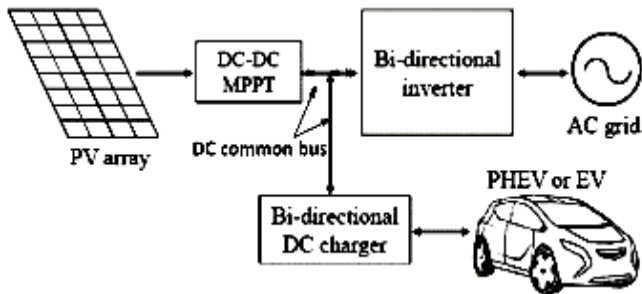 DC-DC
MPPT
Bi-directional
inverter
AC grid
PV array
DC common bus
PHEV or EV
Bi-directional
DC charger